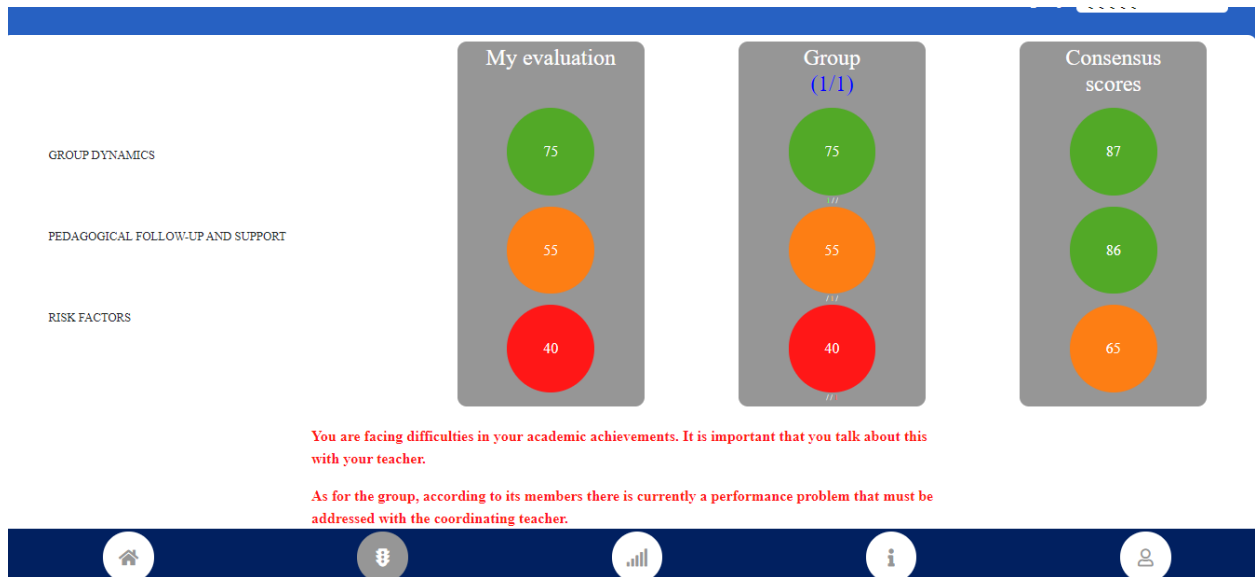 My evaluation
Group
(1/1)
Consensus
scores
GROUP DYNAMICS
75
75
87
PEDAGOGICAL FOLLOW-UP AND SUPPORT
55
55
86
RISK FACTORS
40
40
65
You are facing difficulties in your academic achievements. It is important that you talk about this
with your teacher.
As for the group, according to its members there is currently a performance problem that must be
addressed with the coordinating teacher.